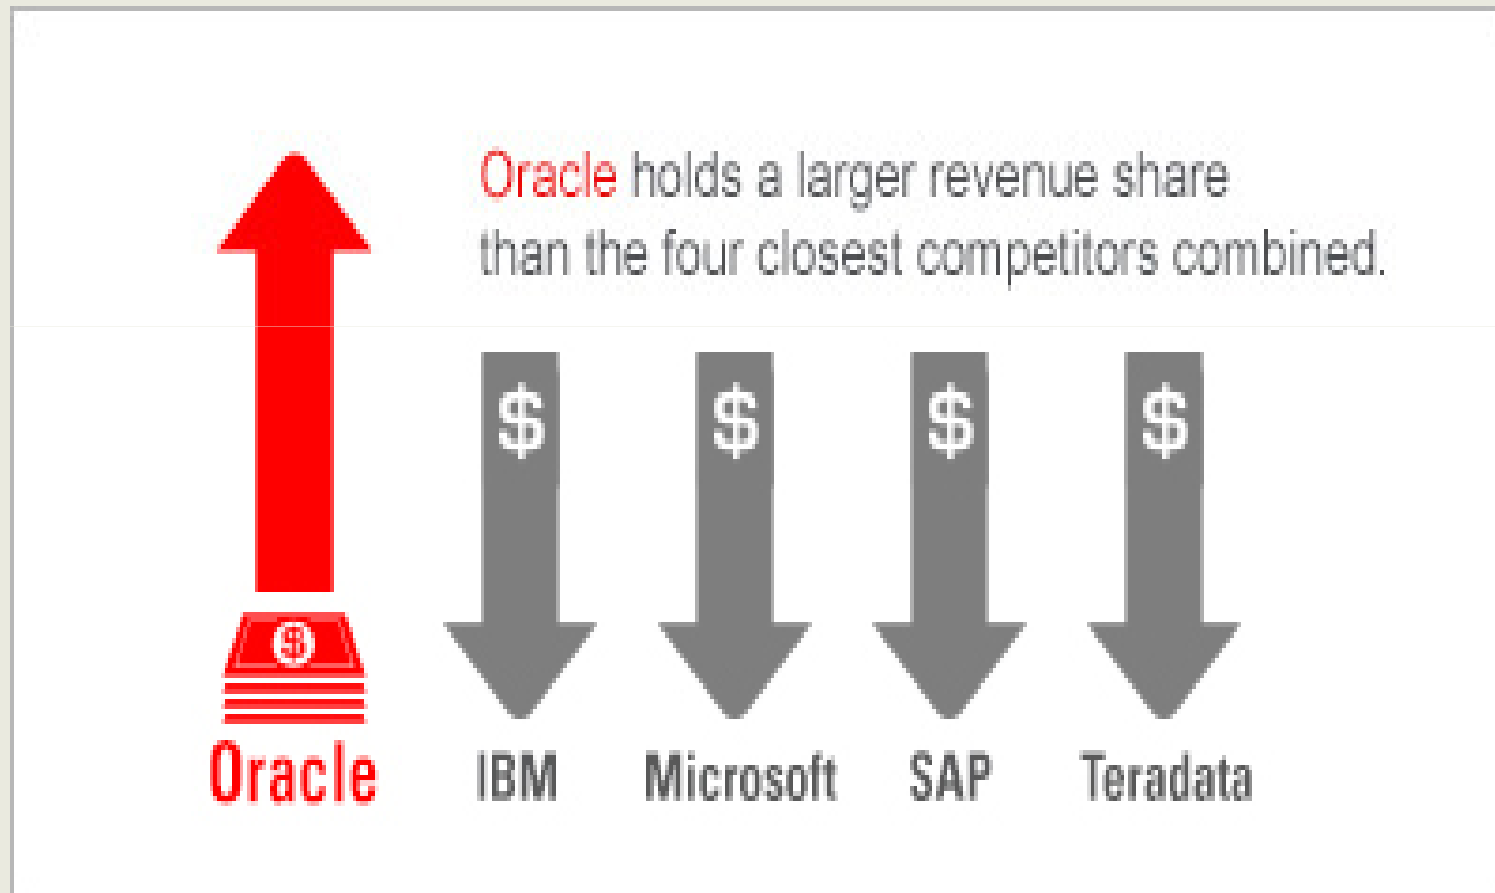 Oracle holds a larger revenue share
than the four closest competitors combined.
$ $ $ $
$
Oracle IBM Microsoft SAP Teradata